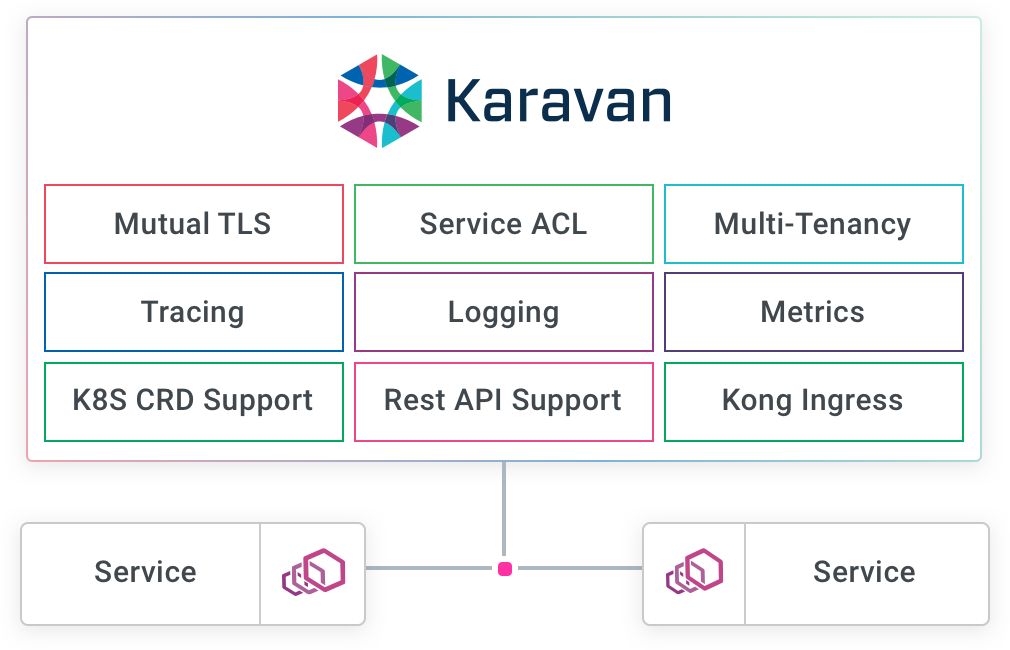 Karavan
Mutual TLS
Service ACL
Multi-Tenancy
Tracing
Logging
Metrics
K8S CRD Support
Rest API Support
Kong Ingress
Service
Service